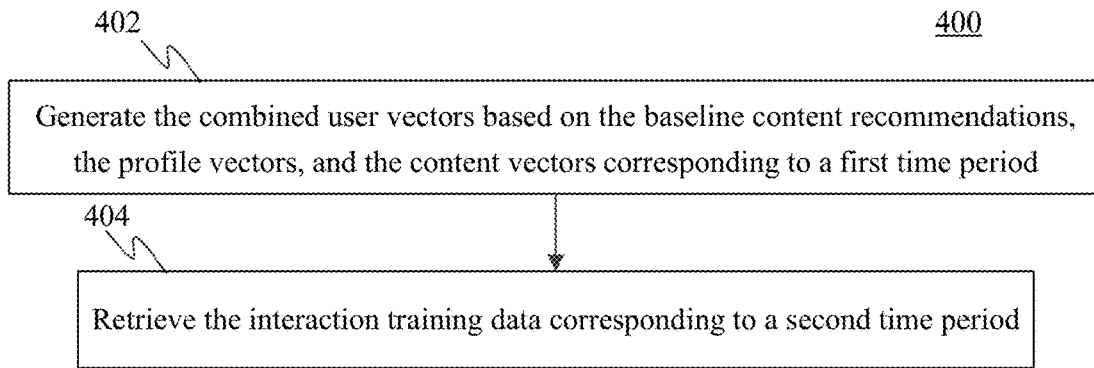 402
400
Generate the combined user vectors based on the baseline content recommendations,
the profile vectors, and the content vectors corresponding to a first time period
404
Retrieve the interaction training data corresponding to a second time period